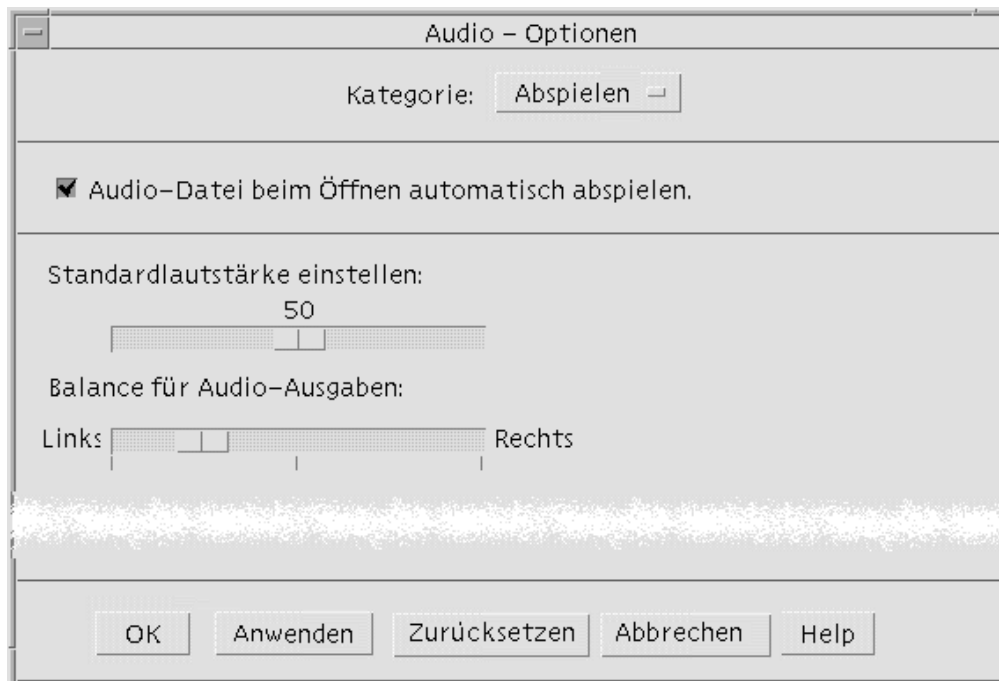 Audio – Optionen
Kategorie: Abspielen
Audio–Datei beim Öffnen automatisch abspielen.
Standardlautstärke einstellen:
50
Balance für Audio–Ausgaben:
Links Rechts
OK Anwenden Zurücksetzen Abbrechen Help